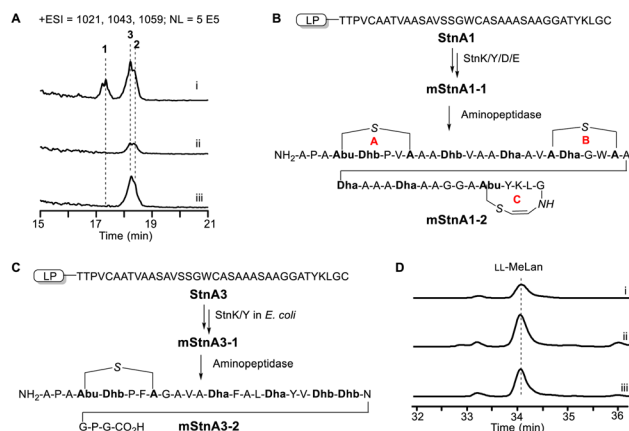 A
+ESI = 1021, 1043, 1059; NL = 5 E5
3
1
2
i
ii
iii
15 17 19 21
Time (min)
B
LP TTPVCAATVAASAVSSGWCASAAASAAGGATYKLGC
StnA1
StnK/Y/D/E
mStnA1-1
Aminopeptidase
S S
A B
NH2-A-P-A-Abu-Dhb-P-V-A-A-A-Dhb-V-A-A-Dha-A-V-A-Dha-G-W-A-A
Dha-A-A-A-Dha-A-A-G-G-A-Abu-Y-K-L-G
C
S NH
mStnA1-2
C
LP TTPVCAATVAASAVSSGWCASAAASAAGGATYKLGC
StnA3
StnK/Y in E. coli
mStnA3-1
Aminopeptidase
S
NH2-A-P-A-Abu-Dhb-P-F-A-G-A-V-A-Dha-F-A-L-Dha-Y-V-Dhb-Dhb-N
G-P-G-CO2H
mStnA3-2
D
LL-MeLan
i
ii
iii
32 33 34 35 36
Time (min)